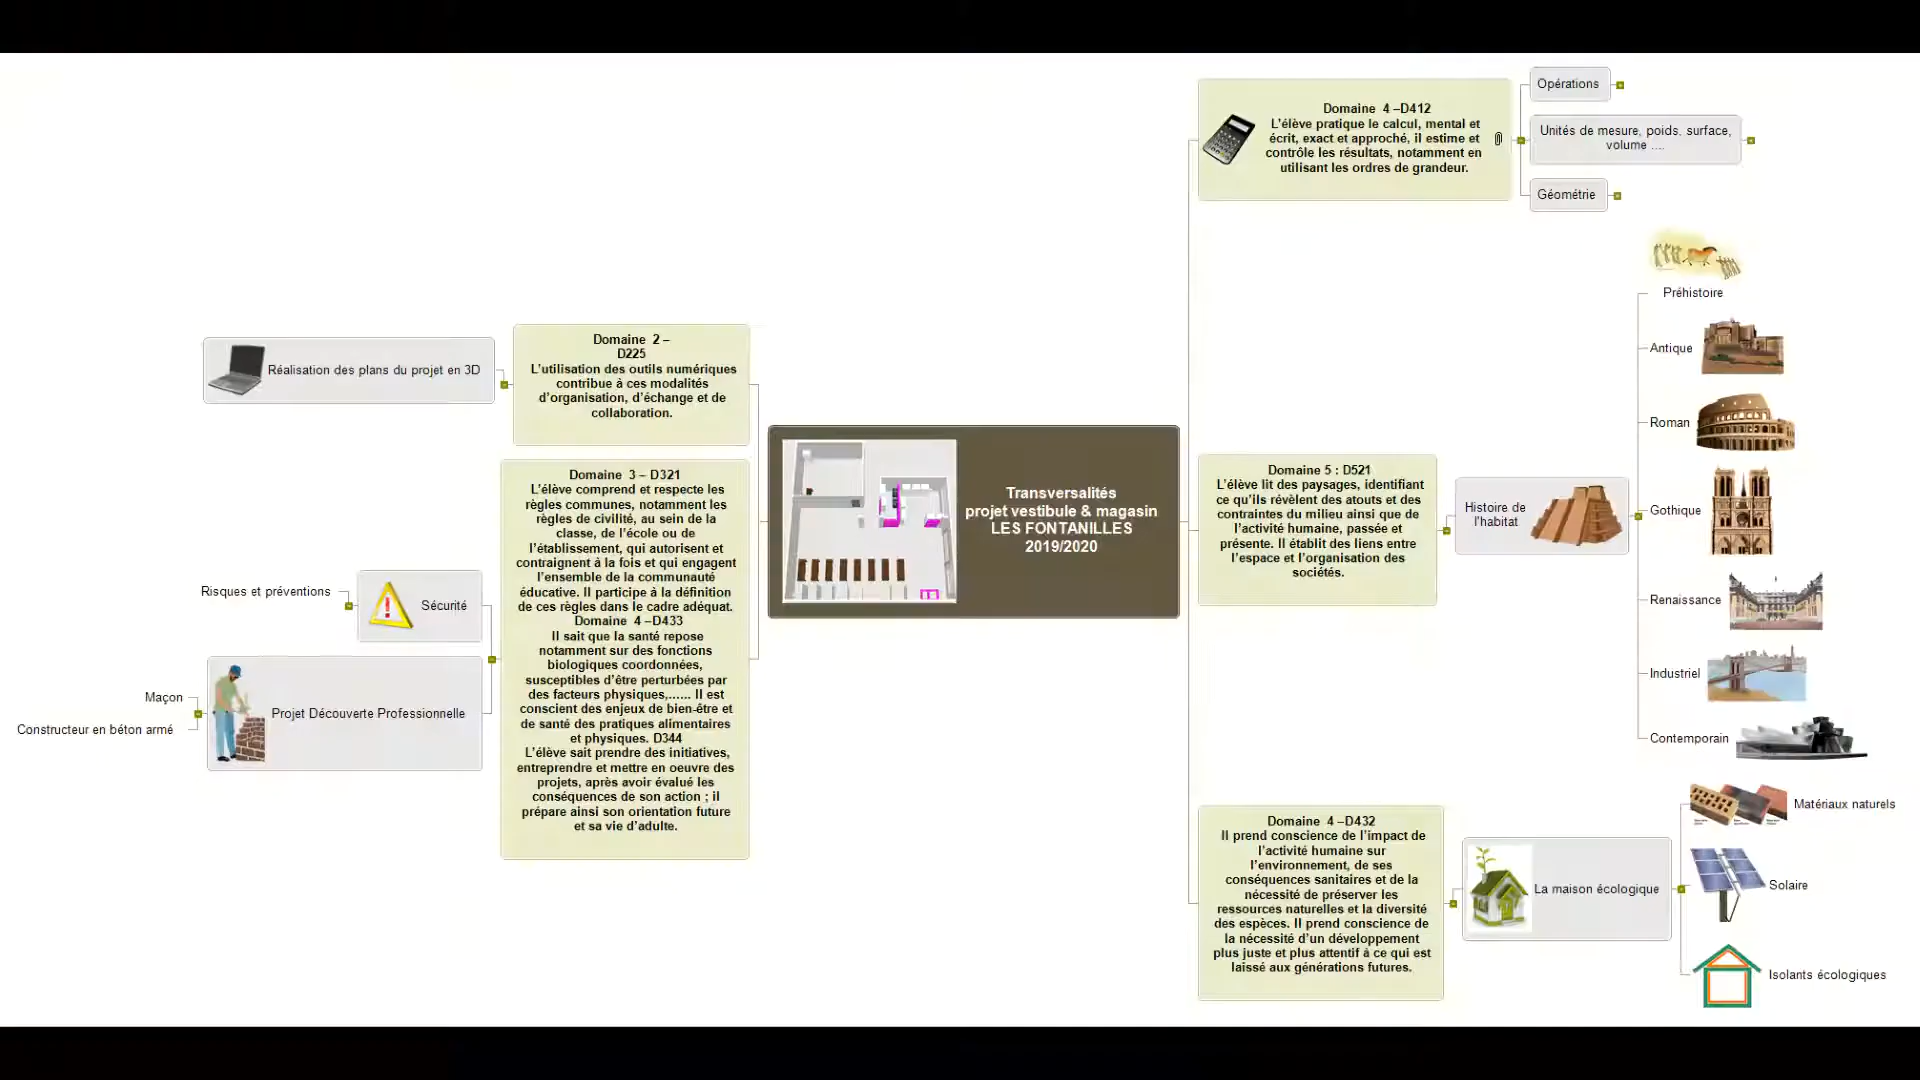 Domaine 4 –D412
L'élève pratique le calcul, mental et
écrit, exact et approché, il estime et
contrôle les résultats, notamment en
utilisant les ordres de grandeur.
Opérations
Unités de mesure, poids, surface,
volume ....
Géométrie
Préhistoire
Antique
Roman
Gothique
Renaissance
Industriel
Contemporain
Domaine 5 : D521
L'élève lit des paysages, identifiant
ce qu'ils révèlent des atouts et des
contraintes du milieu ainsi que de
l'activité humaine, passée et
présente. Il établit des liens entre
l'espace et l'organisation des
sociétés.
Histoire de
l'habitat
Domaine 4 –D432
Il prend conscience de l'impact de
l'activité humaine sur
l'environnement, de ses
conséquences sanitaires et de la
nécessité de préserver les
ressources naturelles et la diversité
des espèces. Il prend conscience de
la nécessité d'un développement
plus juste et plus attentif à ce qui est
laissé aux générations futures.
La maison écologique
Matériaux naturels
Solaire
Isolants écologiques
Transversalités
projet vestibule & magasin
LES FONTANILLES
2019/2020
Domaine 2 –
D225
L'utilisation des outils numériques
contribue à ces modalités
d'organisation, d'échange et de
collaboration.
Réalisation des plans du projet en 3D
Domaine 3 – D321
L'élève comprend et respecte les
règles communes, notamment les
règles de civilité, au sein de la
classe, de l'école ou de
l'établissement, qui autorisent et
contraignent à la fois et qui engagent
l'ensemble de la communauté
éducative. Il participe à la définition
de ces règles dans le cadre adéquat.
Domaine 4 –D433
Il sait que la santé repose
notamment sur des fonctions
biologiques coordonnées,
susceptibles d'être perturbées par
des facteurs physiques,...... Il est
conscient des enjeux de bien-être et
de santé des pratiques alimentaires
et physiques. D344
L'élève sait prendre des initiatives,
entreprendre et mettre en oeuvre des
projets, après avoir évalué les
conséquences de son action ; il
prépare ainsi son orientation future
et sa vie d'adulte.
Risques et préventions
Sécurité
Projet Découverte Professionnelle
Maçon
Constructeur en béton armé